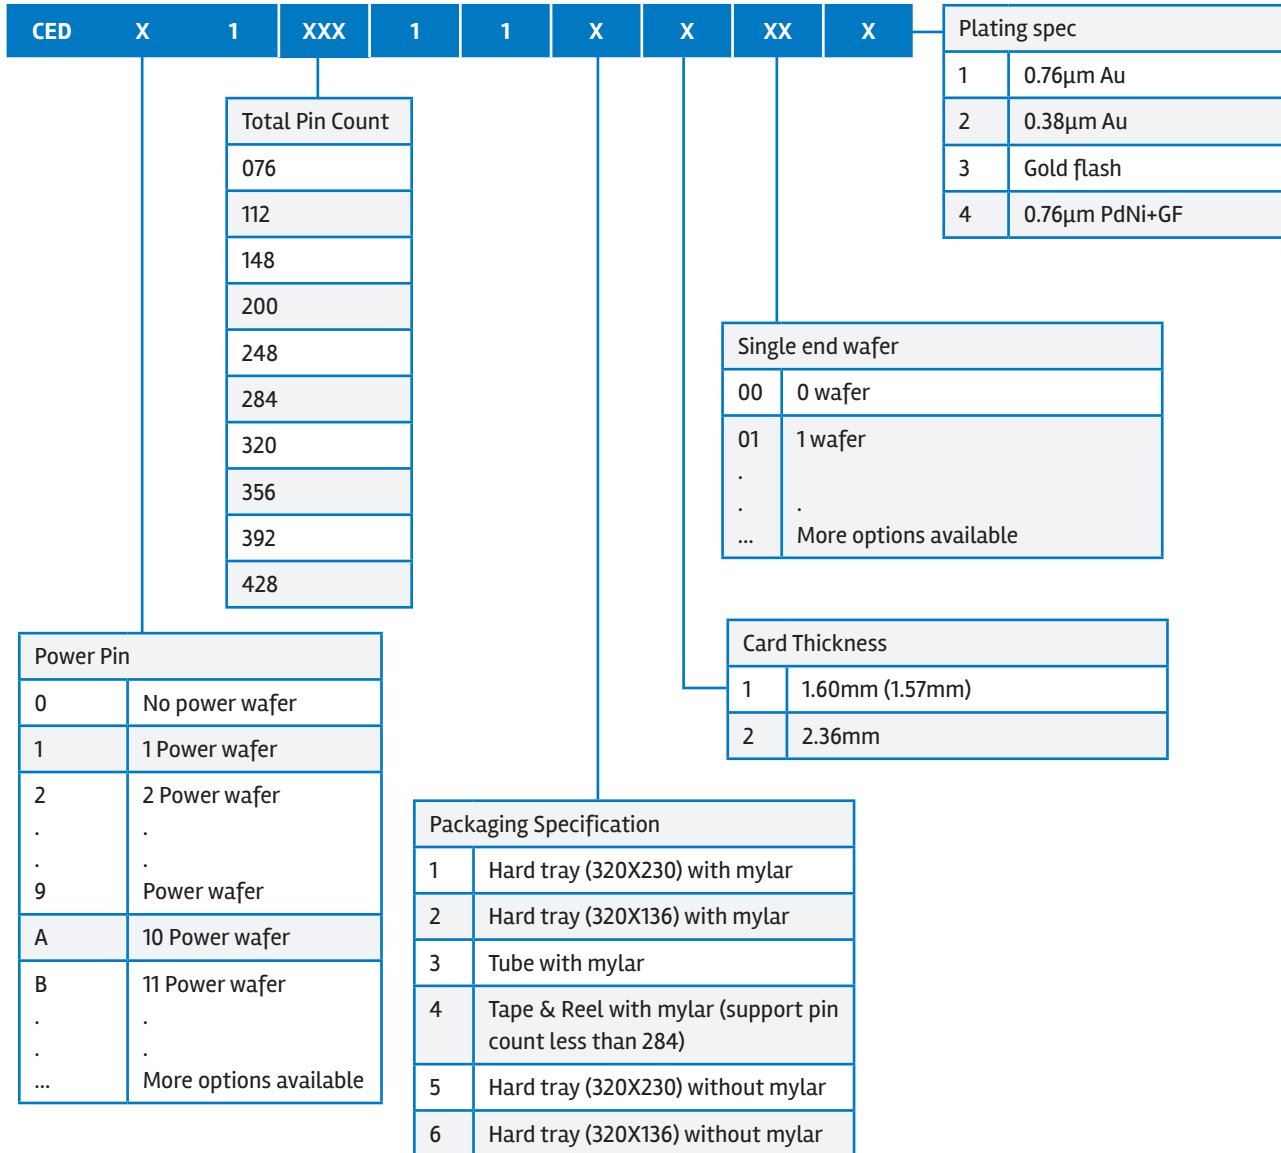 CED X 1 XXX 1 1 X X XX X
Plating spec
1 0.76µm Au
2 0.38µm Au
3 Gold flash
4 0.76µm PdNi+GF
Total Pin Count
076
112
148
200
248
284
320
356
392
428
Single end wafer
00 0 wafer
01 1 wafer
.
. .
... More options available
Power Pin
0 No power wafer
1 1 Power wafer
2 2 Power wafer
. .
. .
9 Power wafer
A 10 Power wafer
B 11 Power wafer
. .
. .
... More options available
Card Thickness
1 1.60mm (1.57mm)
2 2.36mm
Packaging Specification
1 Hard tray (320X230) with mylar
2 Hard tray (320X136) with mylar
3 Tube with mylar
4 Tape & Reel with mylar (support pin
count less than 284)
5 Hard tray (320X230) without mylar
6 Hard tray (320X136) without mylar